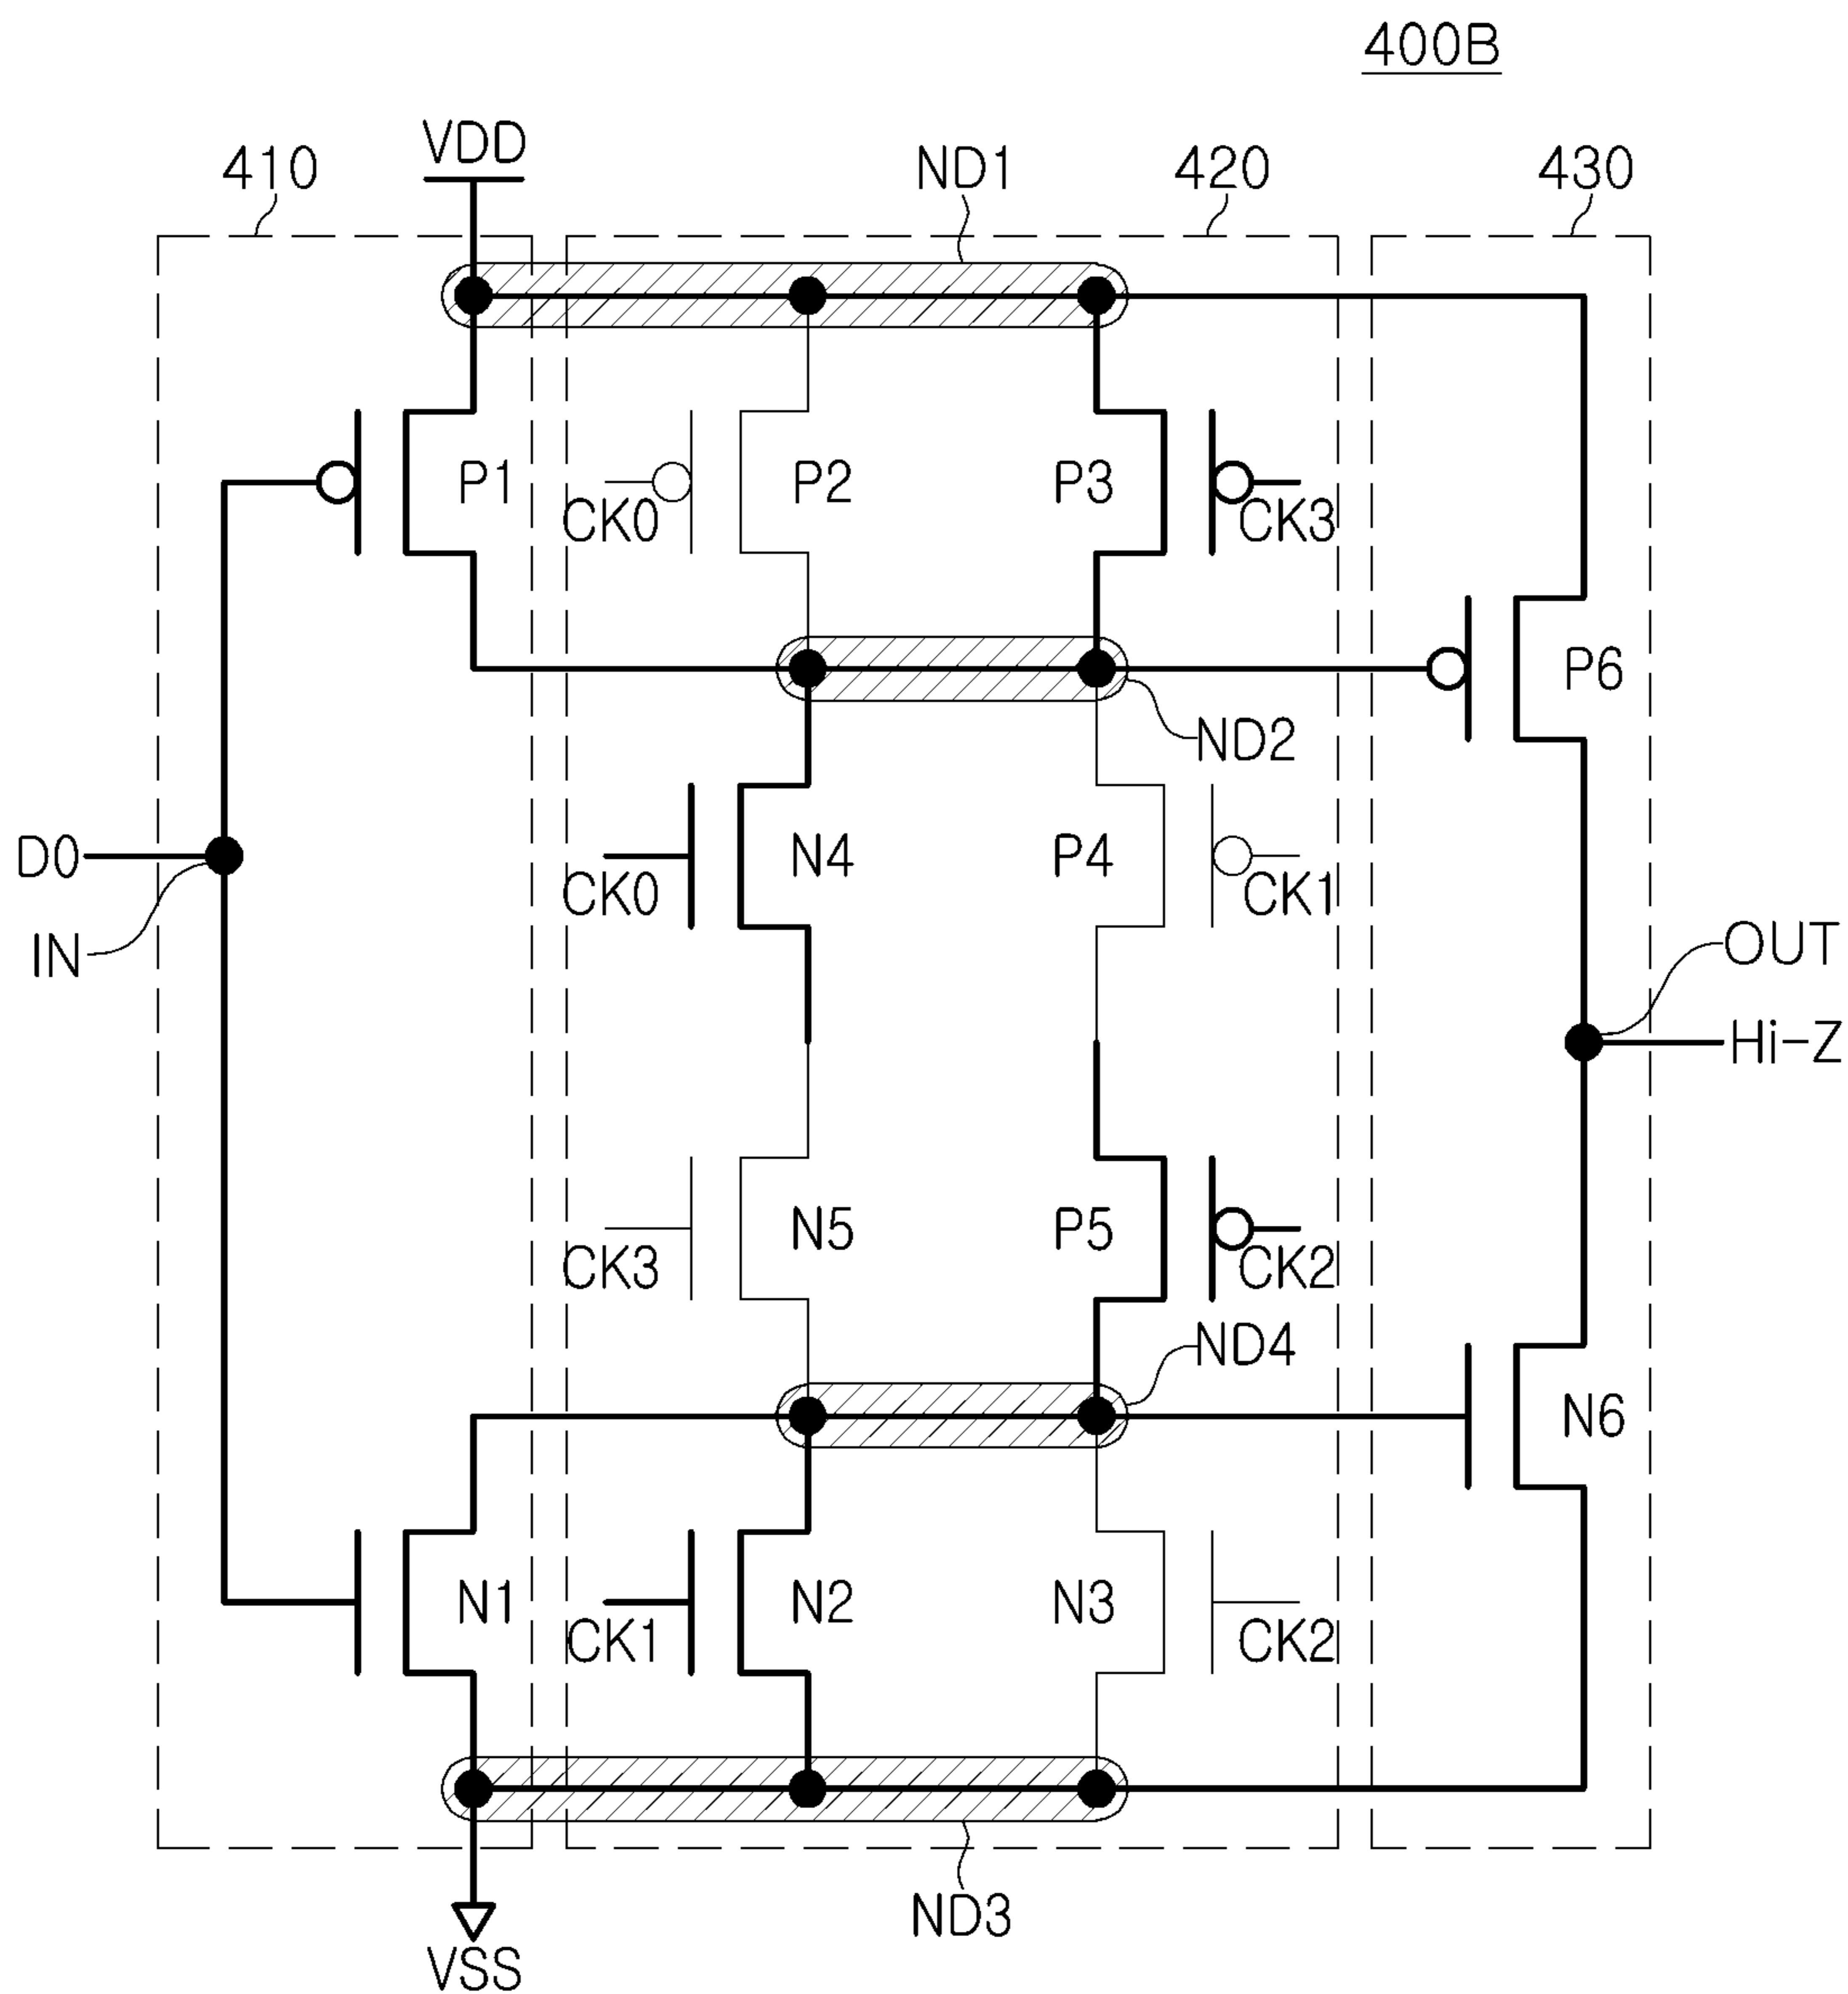 400B
VDD
410
ND1
420
430
P1
P2
P3
CK0
CK3
P6
ND2
D0
N4
P4
CK0
CK1
IN
OUT
Hi-Z
N5
P5
CK3
CK2
ND4
N6
N1
N2
N3
CK1
CK2
ND3
VSS